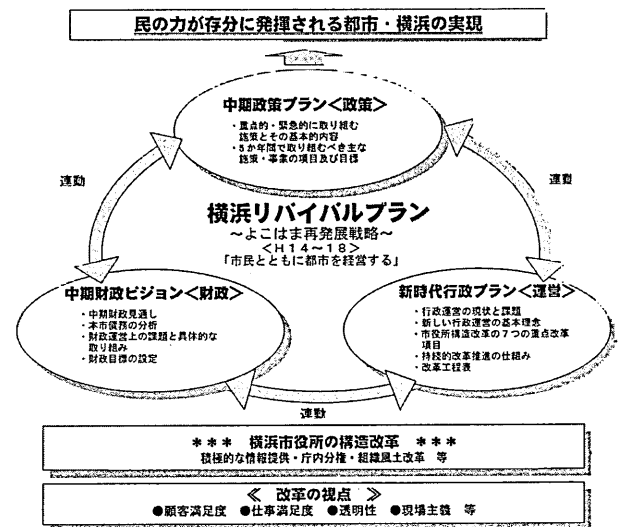 民の力が存分に発揮される都市・横浜の実現
中期政策プラン＜政策＞
・重点的・緊急的に取り組む
施策とその基本的内容
・5か年間で取り組むべき主な
施策・事業の項目及び目標
連動
連動
横浜リバイバルプラン
～よこはま再発展戦略～
＜H14～18＞
「市民とともに都市を経営する」
中期財政ビジョン＜財政＞
・中期財政見通し
・本市債務の分析
・財政運営上の課題と具体的な
取り組み
・財政目標の設定
新時代行政プラン＜運営＞
・行政運営の現状と課題
・新しい行政運営の基本理念
・市役所構造改革の7つの重点改革
項目
・持続的改革推進の仕組み
・改革工程表
連動
＊＊＊　横浜市役所の構造改革　＊＊＊
積極的な情報提供・庁内分権・組織風土改革　等
≪　改革の視点　≫
●顧客満足度　●仕事満足度　●透明性　●現場主義　等